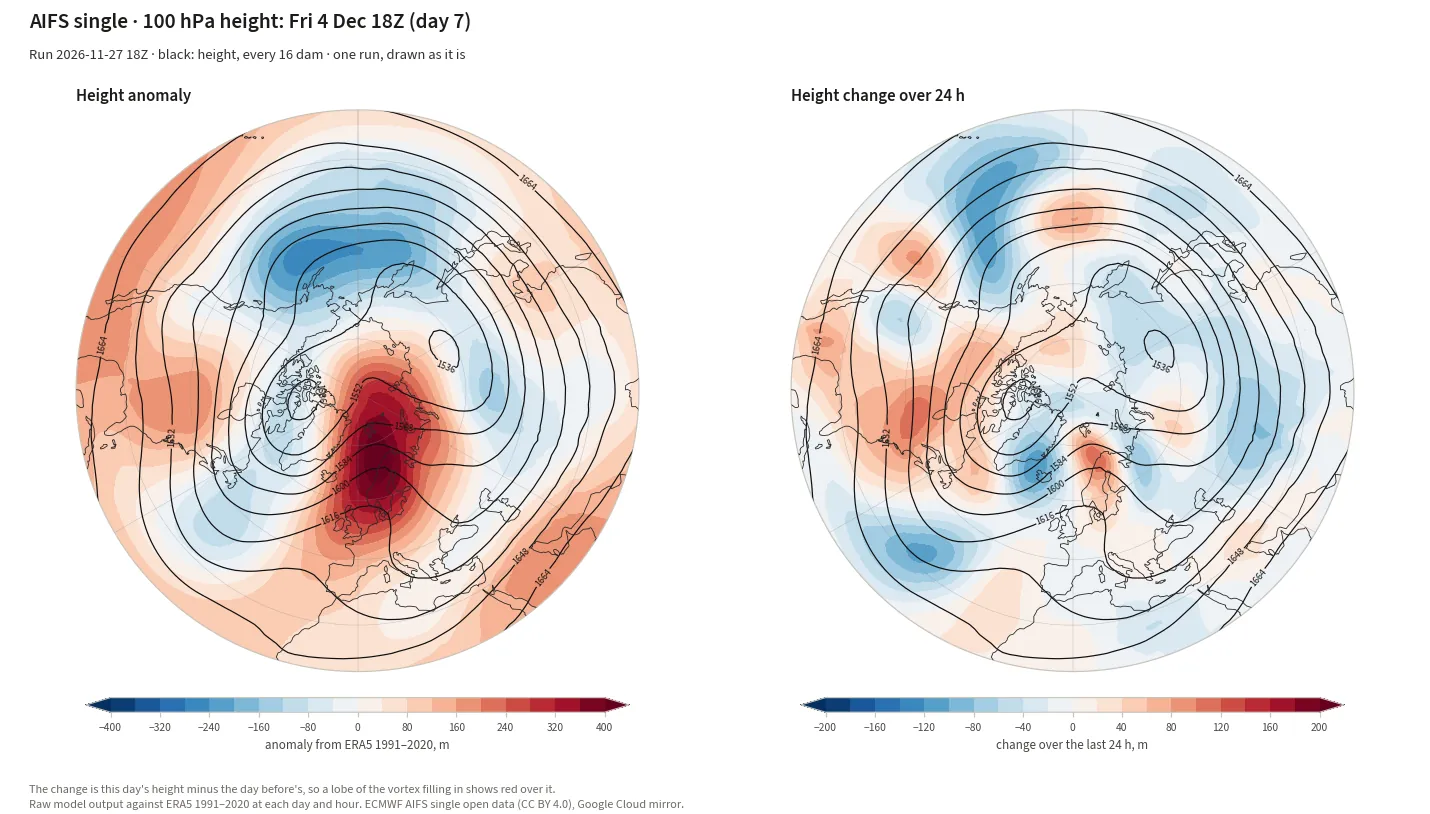 AIFS single · 100 hPa height: Fri 4 Dec 18Z (day 7)
Run 2026-11-27 18Z · black: height, every 16 dam · one run, drawn as it is
Height anomaly
Height change over 24 h
1664
1664
1536
1552
1568
1632
1584
1600
1616
1648
1664
1664
1664
1536
1552
1568
1632
1584
1600
1616
1648
1664
−400 −320 −240 −160 −80 0 80 160 240 320 400
anomaly from ERA5 1991–2020, m
−200 −160 −120 −80 −40 0 40 80 120 160 200
change over the last 24 h, m
The change is this day's height minus the day before's, so a lobe of the vortex filling in shows red over it.
Raw model output against ERA5 1991–2020 at each day and hour. ECMWF AIFS single open data (CC BY 4.0), Google Cloud mirror.